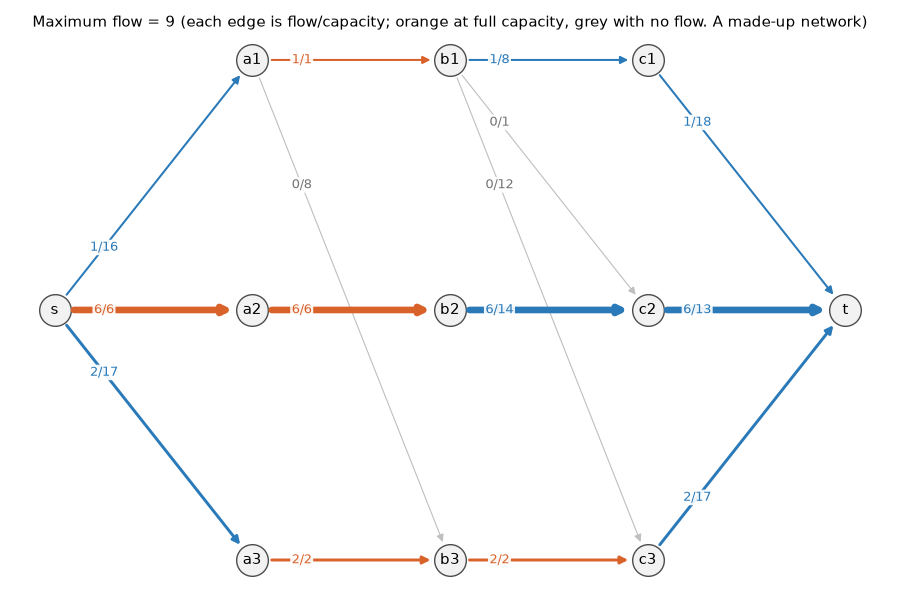 Maximum flow = 9 (each edge is flow/capacity; orange at full capacity, grey with no flow. A made-up network)
a1 1/1 b1 1/8 c1
0/1 1/18
0/8 0/12
1/16
s 6/6 a2 6/6 b2 6/14 c2 6/13 t
2/17
2/17
a3 2/2 b3 2/2 c3